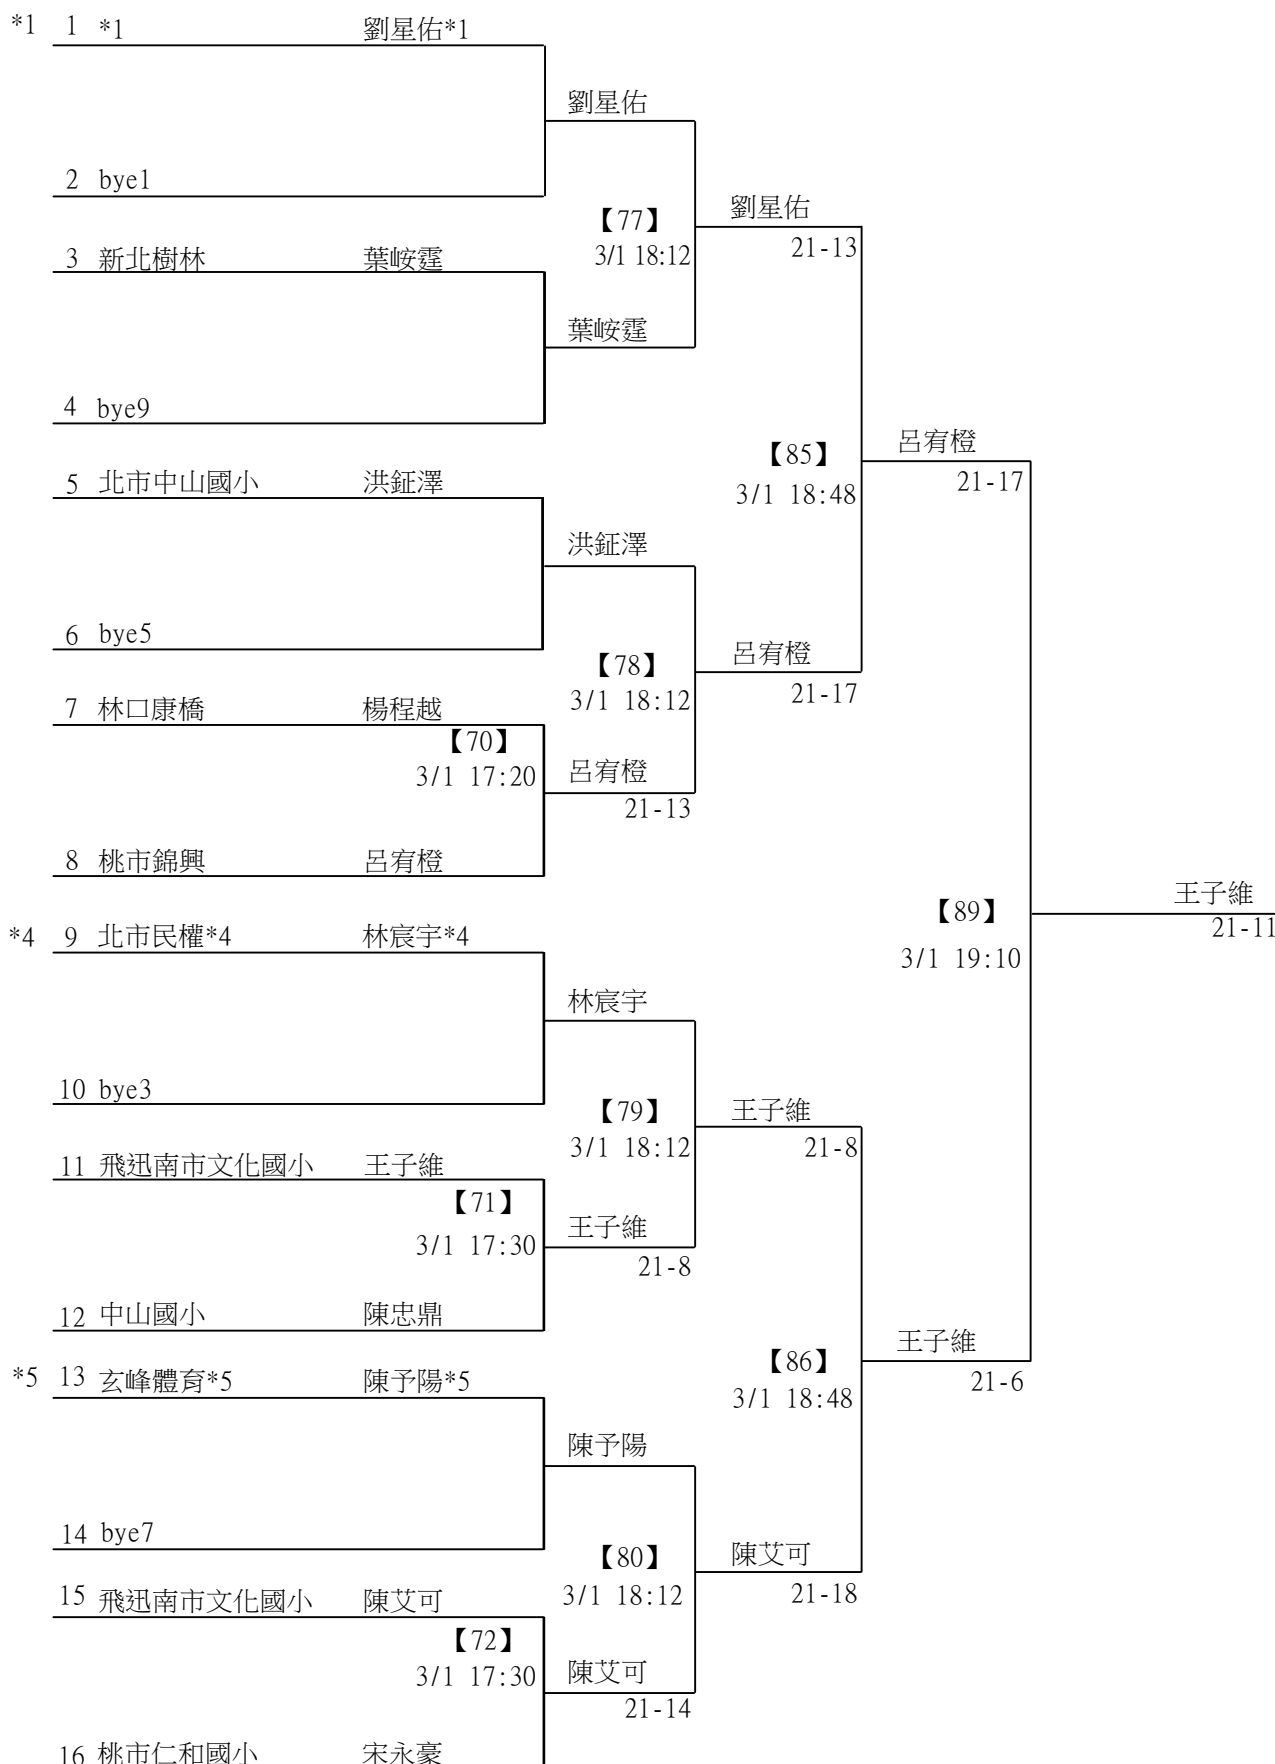 *1 1 *1 劉星佑*1
劉星佑
2 bye1
劉星佑
【77】
21-13
3 新北樹林 葉峖霆
3/1 18:12
葉峖霆
4 bye9
呂宥橙
【85】
21-17
5 北市中山國小 洪鉦澤
3/1 18:48
洪鉦澤
6 bye5
呂宥橙
【78】
21-17
3/1 18:12
7 林口康橋 楊程越
【70】
3/1 17:20
呂宥橙
21-13
8 桃市錦興 呂宥橙
王子維
【89】
21-11
*4 9 北市民權*4 林宸宇*4
3/1 19:10
林宸宇
10 bye3
王子維
【79】
21-8
3/1 18:12
11 飛迅南市文化國小 王子維
【71】
王子維
3/1 17:30
21-8
12 中山國小 陳忠鼎
王子維
【86】
21-6
*5 13 玄峰體育*5 陳予陽*5
3/1 18:48
陳予陽
14 bye7
陳艾可
【80】
21-18
3/1 18:12
15 飛迅南市文化國小 陳艾可
【72】
陳艾可
3/1 17:30
21-14
16 桃市仁和國小 宋永豪